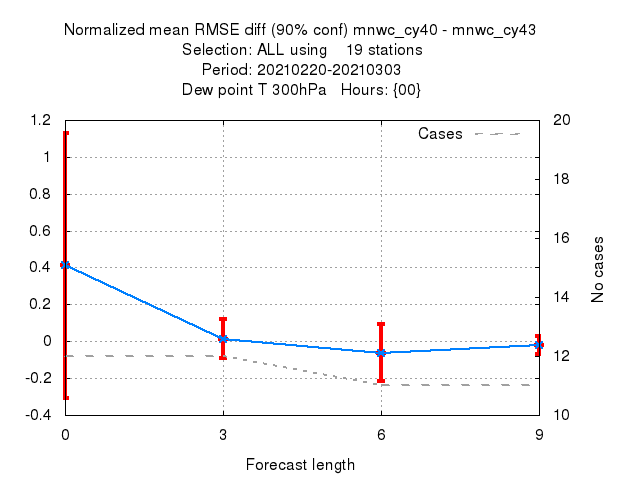 Normalized mean RMSE diff (90% conf) mnwc_cy40 - mnwc_cy43
Selection: ALL using    19 stations
Period: 20210220-20210303
Dew point T 300hPa   Hours: {00}
Cases
1.2
1
0.8
0.6
0.4
0.2
0
-0.2
-0.4
20
18
16
14
12
10
No cases
0 3 6 9
Forecast length